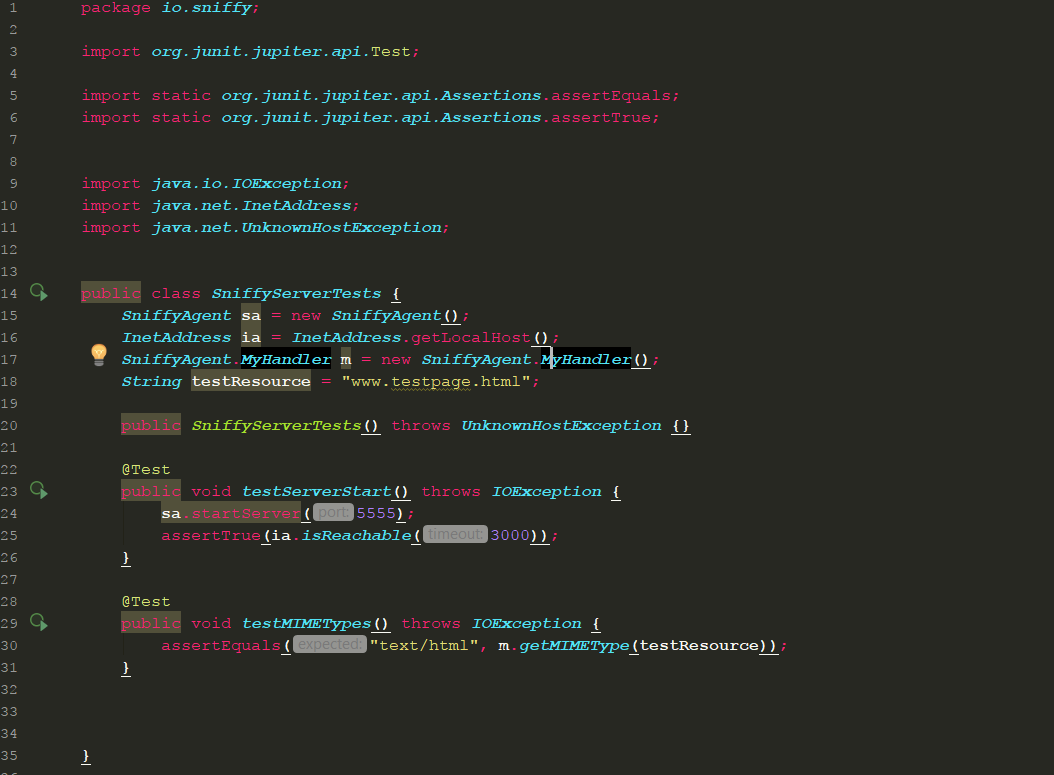 1 package io.sniffy;
2
3 import org.junit.jupiter.api.Test;
4
5 import static org.junit.jupiter.api.Assertions.assertEquals;
6 import static org.junit.jupiter.api.Assertions.assertTrue;
7
8
9 import java.io.IOException;
10 import java.net.InetAddress;
11 import java.net.UnknownHostException;
12
13
14 public class SniffyServerTests {
15 SniffyAgent sa = new SniffyAgent();
16 InetAddress ia = InetAddress.getLocalHost();
17 SniffyAgent.MyHandler m = new SniffyAgent.MyHandler();
18 String testResource = "www.testpage.html";
19
20 public SniffyServerTests() throws UnknownHostException {}
21
22 @Test
23 public void testServerStart() throws IOException {
24 sa.startServer( port: 5555);
25 assertTrue(ia.isReachable( timeout: 3000));
26 }
27
28 @Test
29 public void testMIMETypes() throws IOException {
30 assertEquals( expected: "text/html", m.getMIMEType(testResource));
31 }
32
33
34
35 }